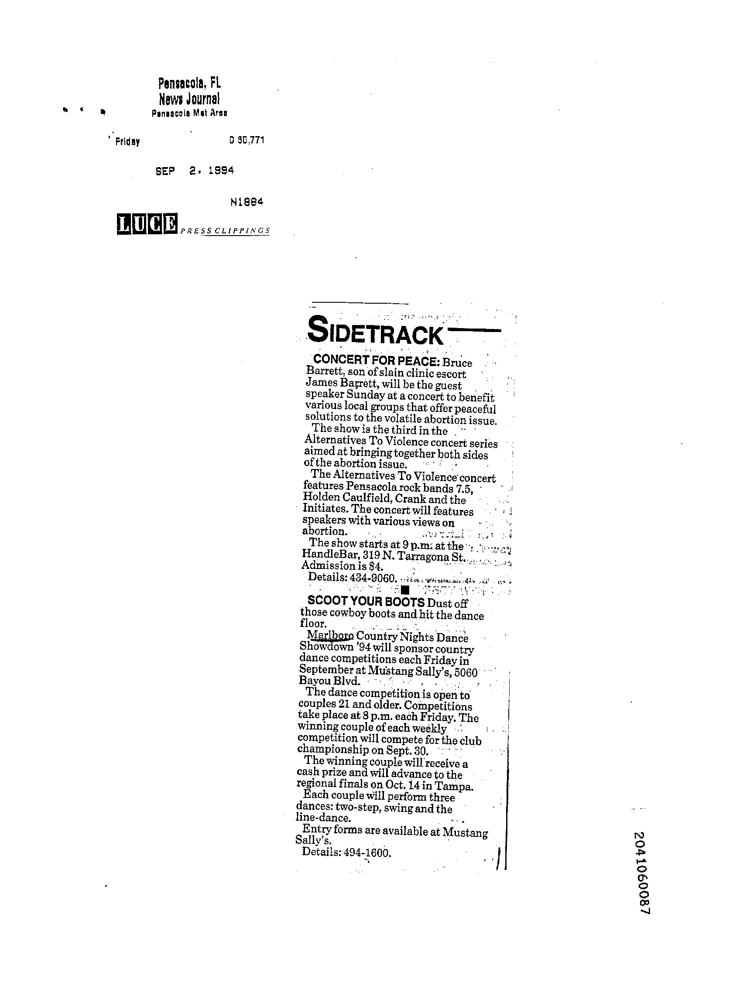 Pensacola, FL
News Journal
Pensacola Met Area
Friday D 60,771
SEP 2, 1994
N1884
LUCE PRESS CLIPPINGS
SIDETRACK
CONCERT FOR PEACE: Bruce
Barrett, son of slain clinic escort
James Barrett, will be the guest
speaker Sunday at a concert to benefit
various local groups that offer peaceful
solutions to the volatile abortion issue.
The show is the third in the
Alternatives To Violence concert series
aimed at bringing together both sides
of the abortion issue.
The Alternatives To Violence concert
features Pensacola rock bands 7.5,
Holden Caulfield, Crank and the
Initiates. The concert will features
speakers with various views on
abortion.
The show starts at 9 p.m. at the
HandleBar, 319 N. Tarragona St.
Admission is $4.
Details: 434-9060.
SCOOT YOUR BOOTS Dust off
those cowboy boots and hit the dance
floor.
Marlboro Country Nights Dance
Showdown '94 will sponsor country
dance competitions each Friday in
September at Mustang Sally's, 5060
Bayou Blvd.
The dance competition is open to
couples 21 and older. Competitions
take place at 8 p.m. each Friday. The
winning couple of each weekly
competition will compete for the club
championship on Sept. 30.
The winning couple will receive a
cash prize and will advance to the
regional finals on Oct. 14 in Tampa.
Each couple will perform three
dances: two-step, swing and the
line-dance.
Entry forms are available at Mustang
Sally's.
Details: 494-1600.
2041060087